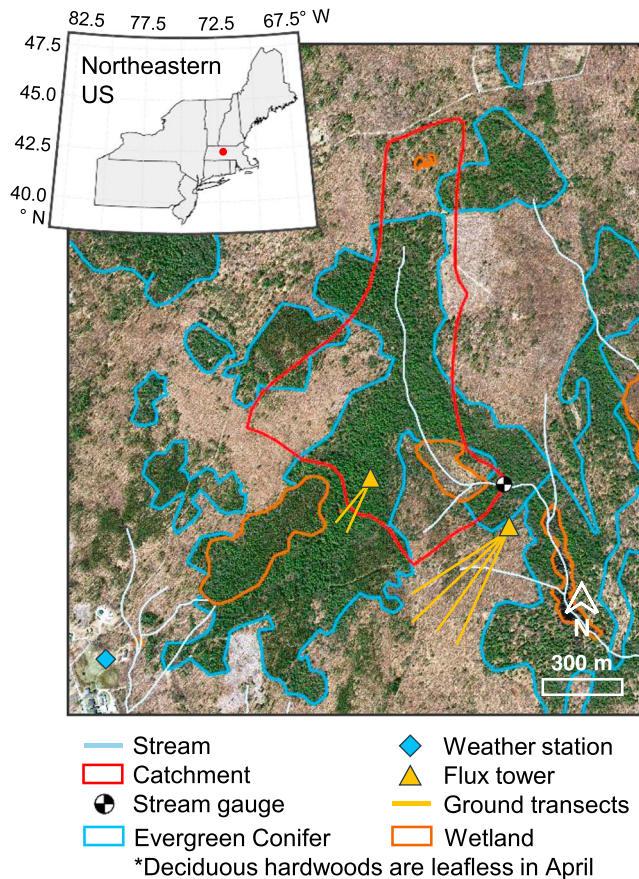 82.5 77.5 72.5 67.5° W
47.5
45.0
42.5
40.0
° N
Northeastern
US
N
300 m
Stream
Catchment
Stream gauge
Evergreen Conifer
Weather station
Flux tower
Ground transects
Wetland
*Deciduous hardwoods are leafless in April